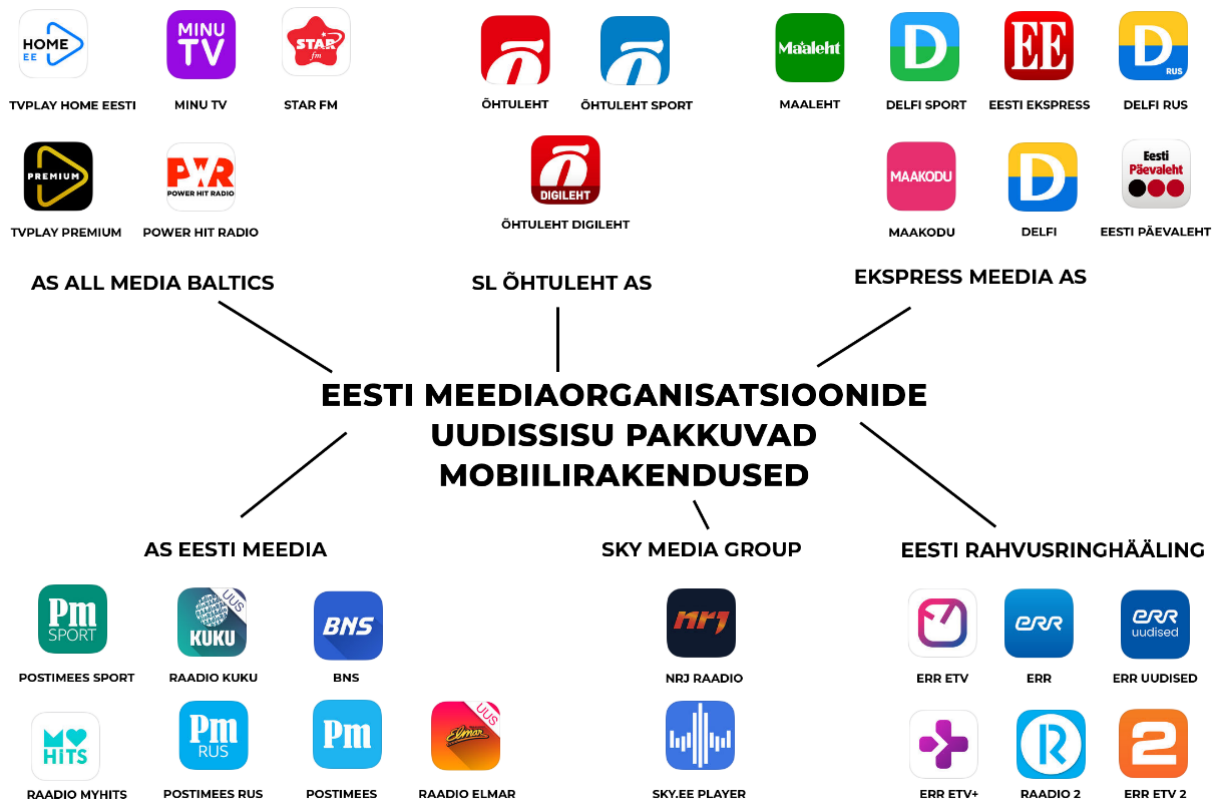 HOME
EE
MINU
TV
STAR
fm
TVPLAY HOME EESTI
MINU TV
STAR FM
PREMIUM
PWR
POWER HIT RADIO
TVPLAY PREMIUM
POWER HIT RADIO
AS ALL MEDIA BALTICS
õ
õ
ÕHTULEHT
ÕHTULEHT SPORT
õ
DIGILEHT
ÕHTULEHT DIGILEHT
SL ÕHTULEHT AS
Maaleht
D
EE
D
RUS
MAALEHT
DELFI SPORT
EESTI EKSPRESS
DELFI RUS
MAAKODU
D
Eesti
Päevaleht
MAAKODU
DELFI
EESTI PÄEVALEHT
EKSPRESS MEEDIA AS
EESTI MEEDIAORGANISATSIOONIDE
UUDISSISU PAKKUVAD
MOBIILIRAKENDUSED
AS EESTI MEEDIA
Pm
SPORT
UUS
KUKU
BNS
POSTIMEES SPORT
RAADIO KUKU
BNS
MY
HITS
Pm
RUS
Pm
UUS
Elmar
RAADIO MYHITS
POSTIMEES RUS
POSTIMEES
RAADIO ELMAR
SKY MEDIA GROUP
nrj
NRJ RAADIO
SKY.EE PLAYER
EESTI RAHVUSRINGHÄÄLING
err
err
uudised
ERR ETV
ERR
ERR UUDISED
R
2
ERR ETV+
RAADIO 2
ERR ETV 2